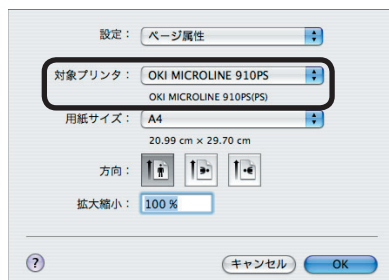 設定： ページ属性
対象プリンタ： OKI MICROLINE 910PS
OKI MICROLINE 910PS(PS)
用紙サイズ： A4
20.99 cm × 29.70 cm
方向：
拡大縮小： 100 %
? キャンセル OK